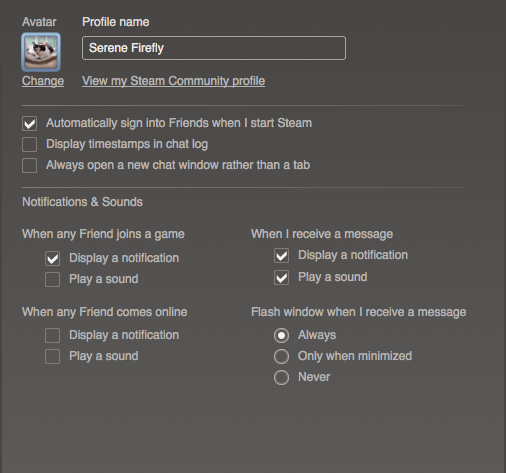 Avatar
Profile name
Serene Firefly
Change
View my Steam Community profile
Automatically sign into Friends when I start Steam
Display timestamps in chat log
Always open a new chat window rather than a tab
Notifications & Sounds
When any Friend joins a game
Display a notification
Play a sound
When I receive a message
Display a notification
Play a sound
When any Friend comes online
Display a notification
Play a sound
Flash window when I receive a message
Always
Only when minimized
Never